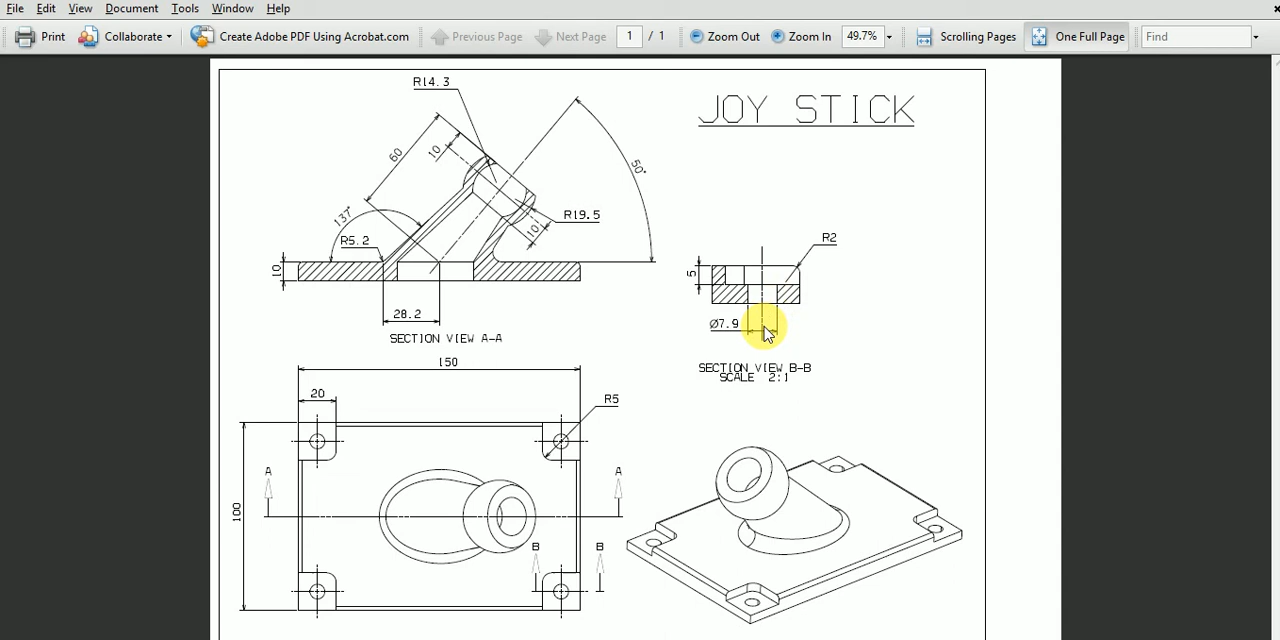 File Edit View Document Tools Window Help
Print Collaborate Create Adobe PDF Using Acrobat.com Previous Page Next Page 1 / 1 Zoom Out Zoom In 49.7% Scrolling Pages One Full Page Find
JOY STICK
R14.3
60
10
50°
137°
R5.2
R19.5
10
10
28.2
SECTION VIEW A-A
R2
5
Ø7.9
SECTION VIEW B-B
SCALE 2:1
150
20
R5
A
A
100
B
B